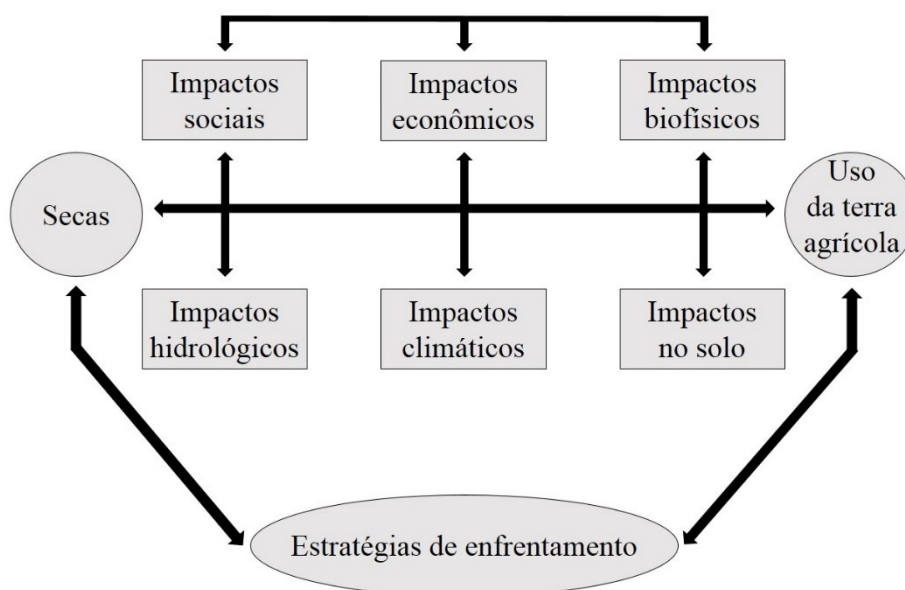 Impactos
sociais
Impactos
econômicos
Impactos
biofísicos
Secas
Uso
da terra
agrícola
Impactos
hidrológicos
Impactos
climáticos
Impactos
no solo
Estratégias de enfrentamento